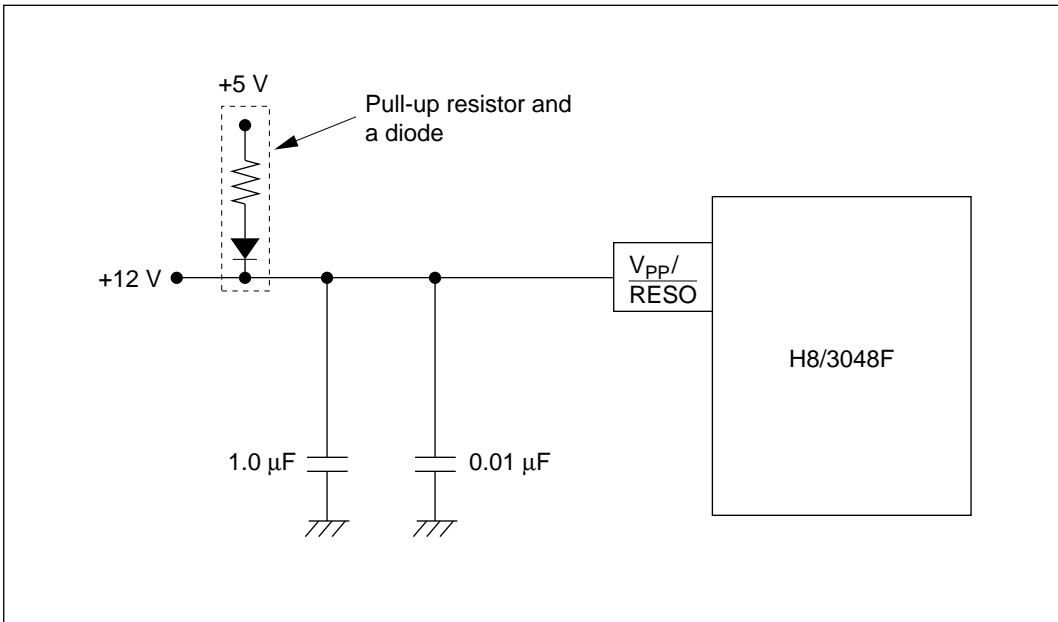 +5 V
Pull-up resistor and
a diode
+12 V
VPP/
RESO
H8/3048F
1.0 µF
0.01 µF